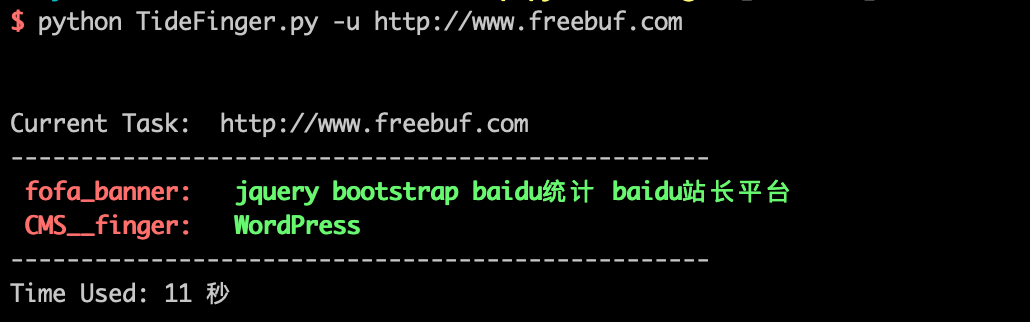 $ python TideFinger.py -u http://www.freebuf.com
Current Task:  http://www.freebuf.com
--------------------------------------------------
fofa_banner:   jquery bootstrap baidu统计 baidu站长平台
CMS__finger:   WordPress
--------------------------------------------------
Time Used: 11 秒